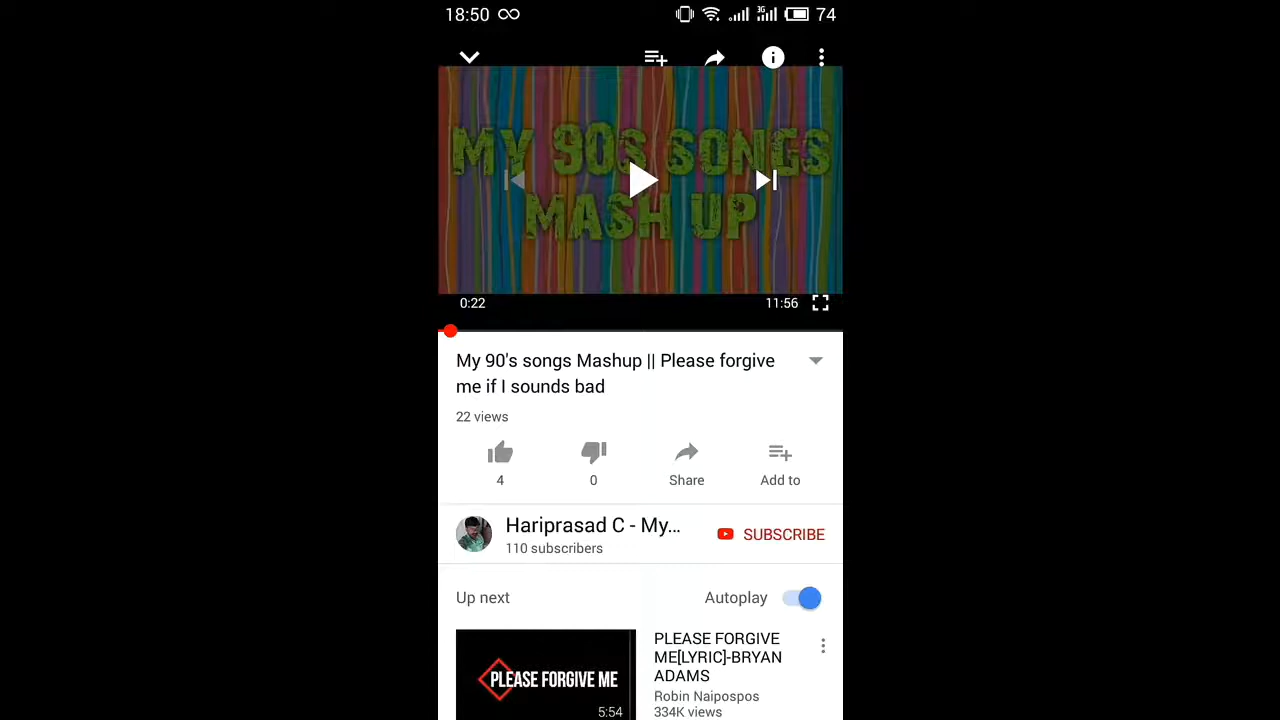 18:50
3G
74
MY 90S SONGS
MASH UP
0:22
11:56
My 90's songs Mashup || Please forgive
me if I sounds bad
22 views
4
0
Share
Add to
Hariprasad C - My...
110 subscribers
SUBSCRIBE
Up next
Autoplay
PLEASE FORGIVE ME
5:54
PLEASE FORGIVE
ME[LYRIC]-BRYAN
ADAMS
Robin Naipospos
334K views